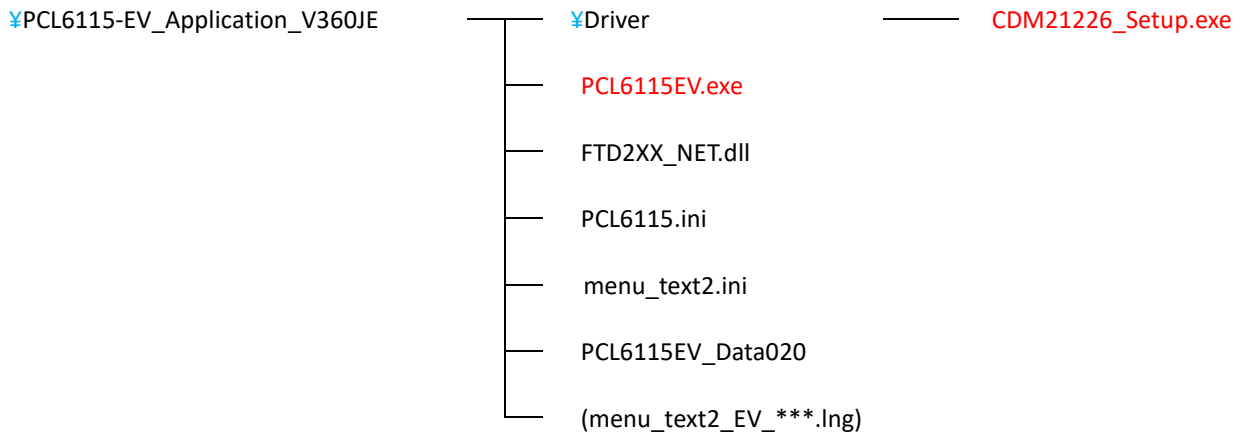 ¥PCL6115-EV_Application_V360JE ¥Driver CDM21226_Setup.exe
PCL6115EV.exe
FTD2XX_NET.dll
PCL6115.ini
menu_text2.ini
PCL6115EV_Data020
(menu_text2_EV_***.lng)